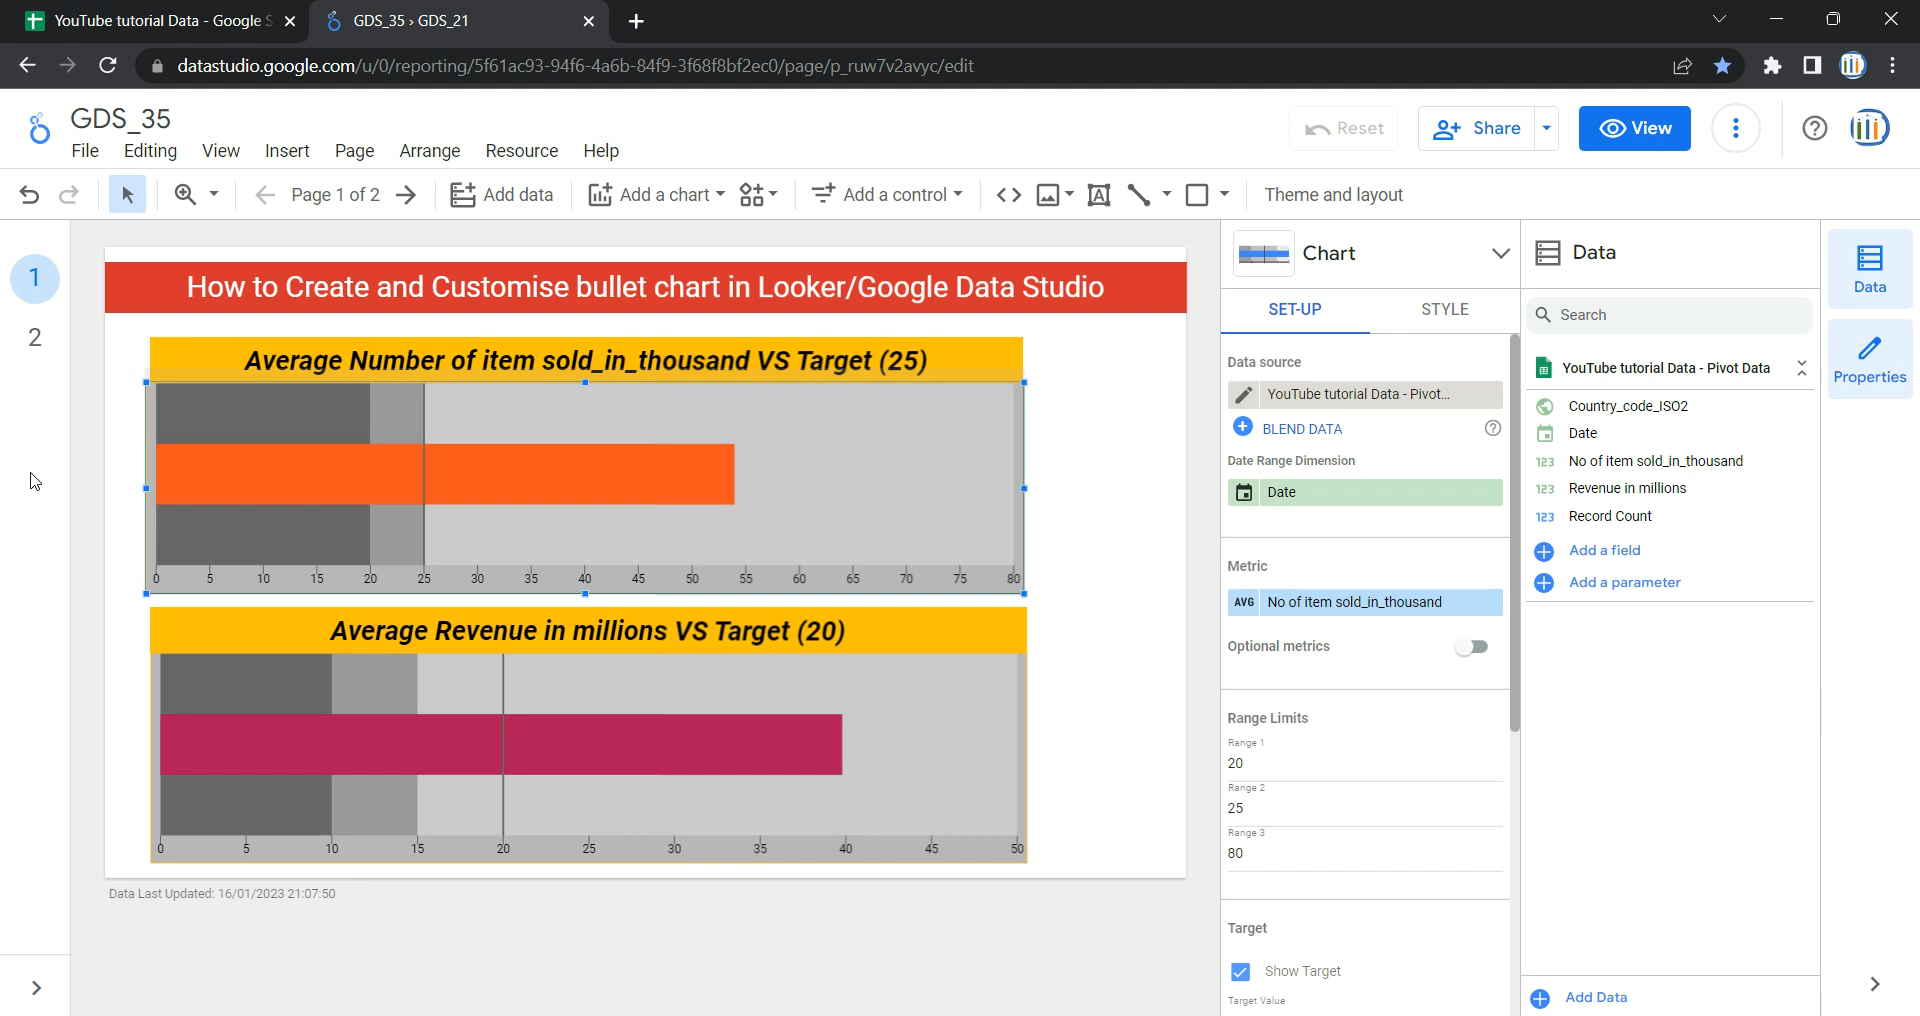 YouTube tutorial Data - Google S
GDS_35 › GDS_21
datastudio.google.com/u/0/reporting/5f61ac93-94f6-4a6b-84f9-3f68f8bf2ec0/page/p_ruw7v2avyc/edit
GDS_35
Reset
Share
View
File Editing View Insert Page Arrange Resource Help
Page 1 of 2
Add data
Add a chart
Add a control
Theme and layout
1
2
How to Create and Customise bullet chart in Looker/Google Data Studio
Average Number of item sold_in_thousand VS Target (25)
0 5 10 15 20 25 30 35 40 45 50 55 60 65 70 75 80
Average Revenue in millions VS Target (20)
0 5 10 15 20 25 30 35 40 45 50
Data Last Updated: 16/01/2023 21:07:50
Chart
SET-UP STYLE
Data source
YouTube tutorial Data - Pivot...
BLEND DATA
Date Range Dimension
Date
Metric
AVG No of item sold_in_thousand
Optional metrics
Range Limits
Range 1
20
Range 2
25
Range 3
80
Target
Show Target
Target Value
Data
Search
YouTube tutorial Data - Pivot Data
Country_code_ISO2
Date
123 No of item sold_in_thousand
123 Revenue in millions
123 Record Count
Add a field
Add a parameter
Add Data
Data
Properties